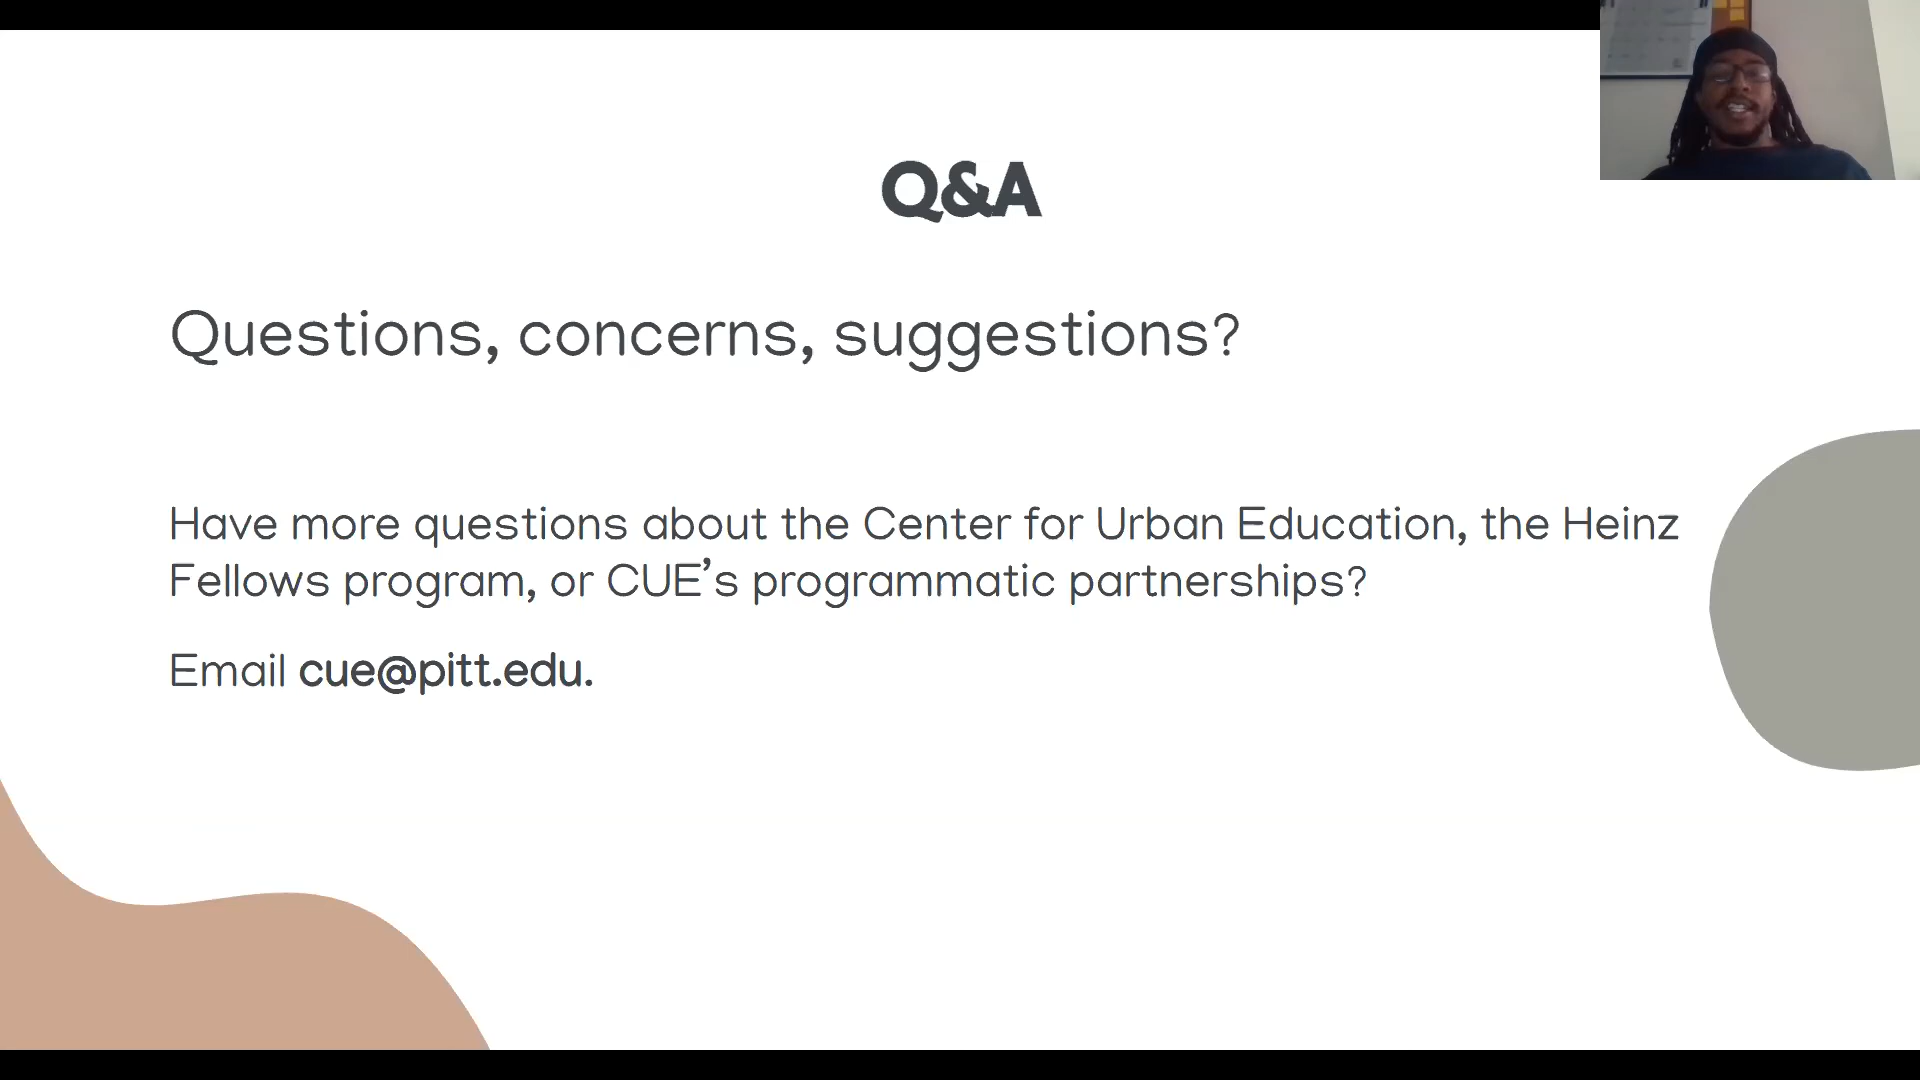 Q&A
Questions, concerns, suggestions?
Have more questions about the Center for Urban Education, the Heinz
Fellows program, or CUE’s programmatic partnerships?
Email cue@pitt.edu.